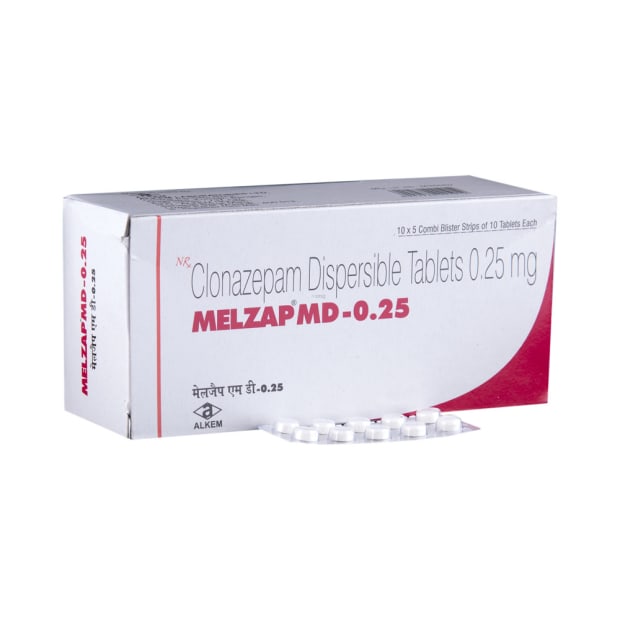 MELZAP MD-0.25
मेलज़ैप एम डी-0.25
10 x 5 Combi Blister Strips of 10 Tablets Each
NRx
Clonazepam Dispersible Tablets 0.25 mg
MELZAP® MD-0.25
मेलजैप एम डी-0.25
a
ALKEM